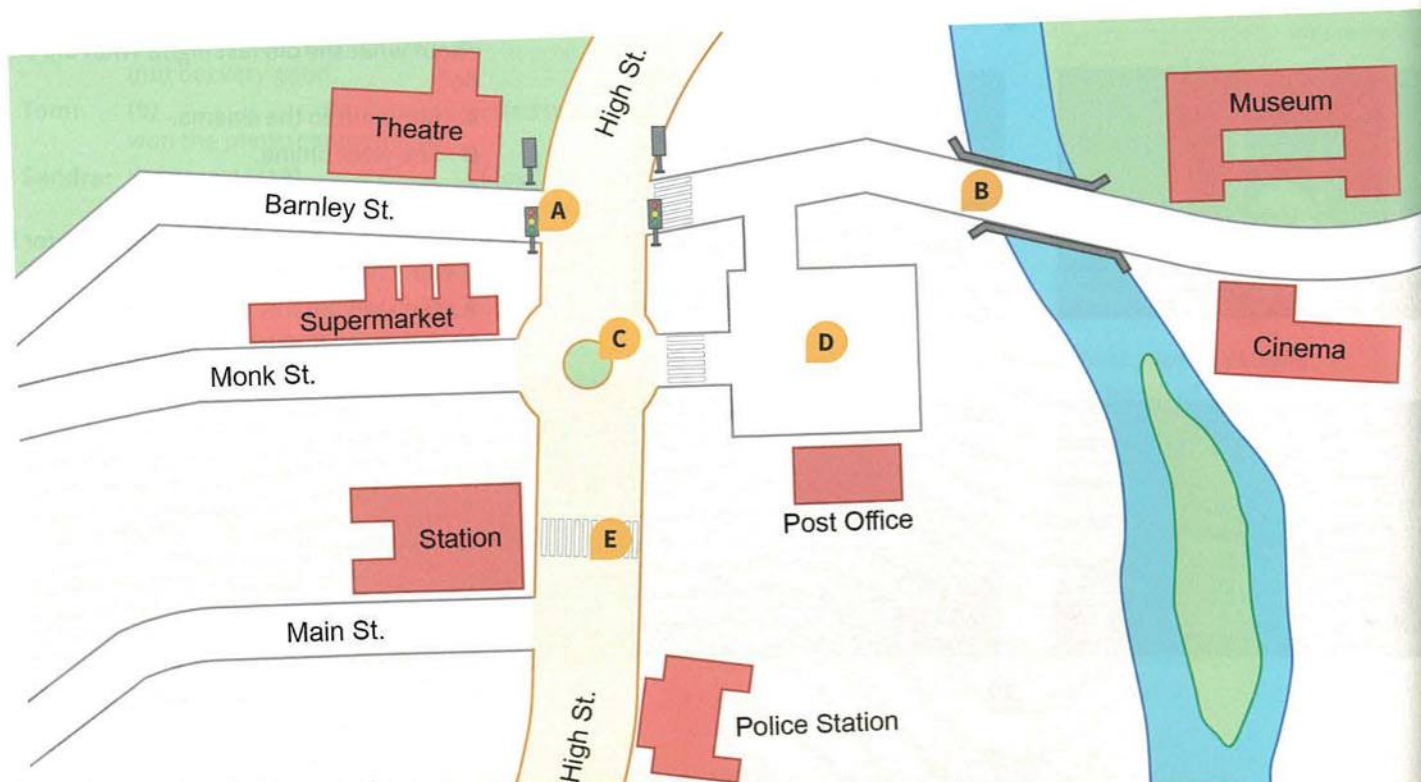 High St.
Theatre
Museum
Barnley St.
A
B
Supermarket
C
D
Cinema
Monk St.
Station
E
Post Office
Main St.
High St.
Police Station